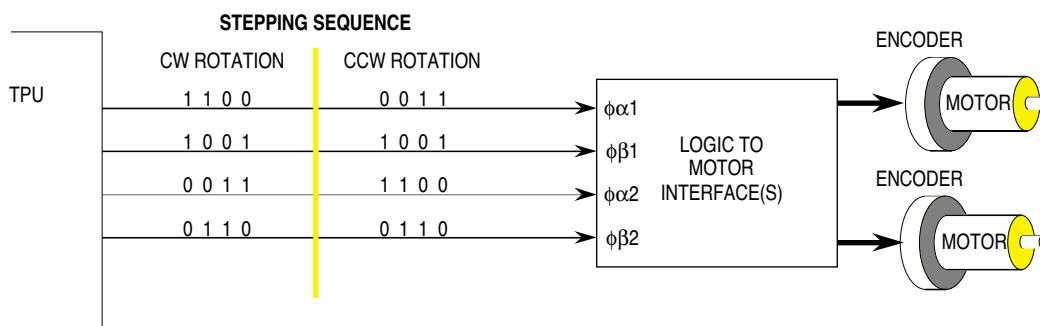 STEPPING SEQUENCE
CW ROTATION
CCW ROTATION
TPU
1 1 0 0
0 0 1 1
1 0 0 1
1 0 0 1
0 0 1 1
1 1 0 0
0 1 1 0
0 1 1 0
ϕα1
ϕβ1
ϕα2
ϕβ2
LOGIC TO
MOTOR
INTERFACE(S)
ENCODER
MOTOR
ENCODER
MOTOR